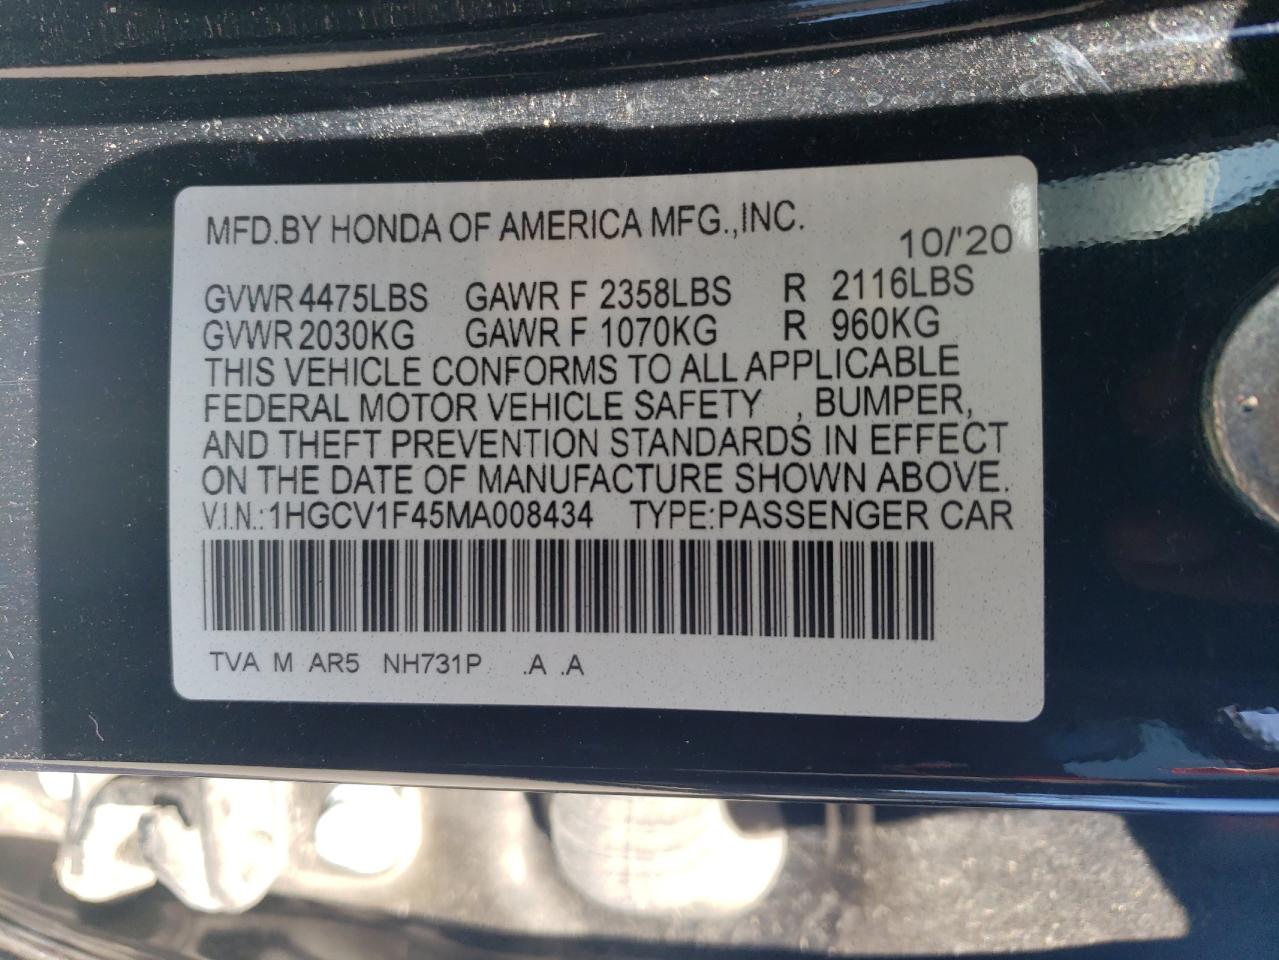 MFD.BY HONDA OF AMERICA MFG.,INC.
10/'20
GVWR 4475LBS GAWR F 2358LBS R 2116LBS
GVWR 2030KG GAWR F 1070KG R 960KG
THIS VEHICLE CONFORMS TO ALL APPLICABLE
FEDERAL MOTOR VEHICLE SAFETY , BUMPER,
AND THEFT PREVENTION STANDARDS IN EFFECT
ON THE DATE OF MANUFACTURE SHOWN ABOVE.
V.I.N.:1HGCV1F45MA008434 TYPE:PASSENGER CAR
TVA M AR5 NH731P .A .A